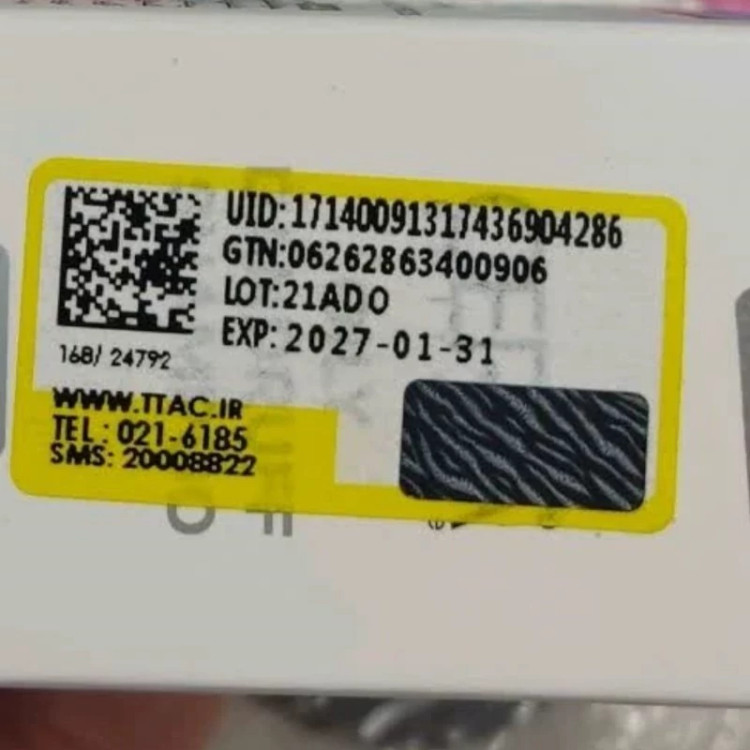 UID:17140091317436904286
GTN:06262863400906
LOT:21ADO
EXP: 2027-01-31
168/ 24792
WWW.TTAC.IR
TEL : 021-6185
SMS: 20008822